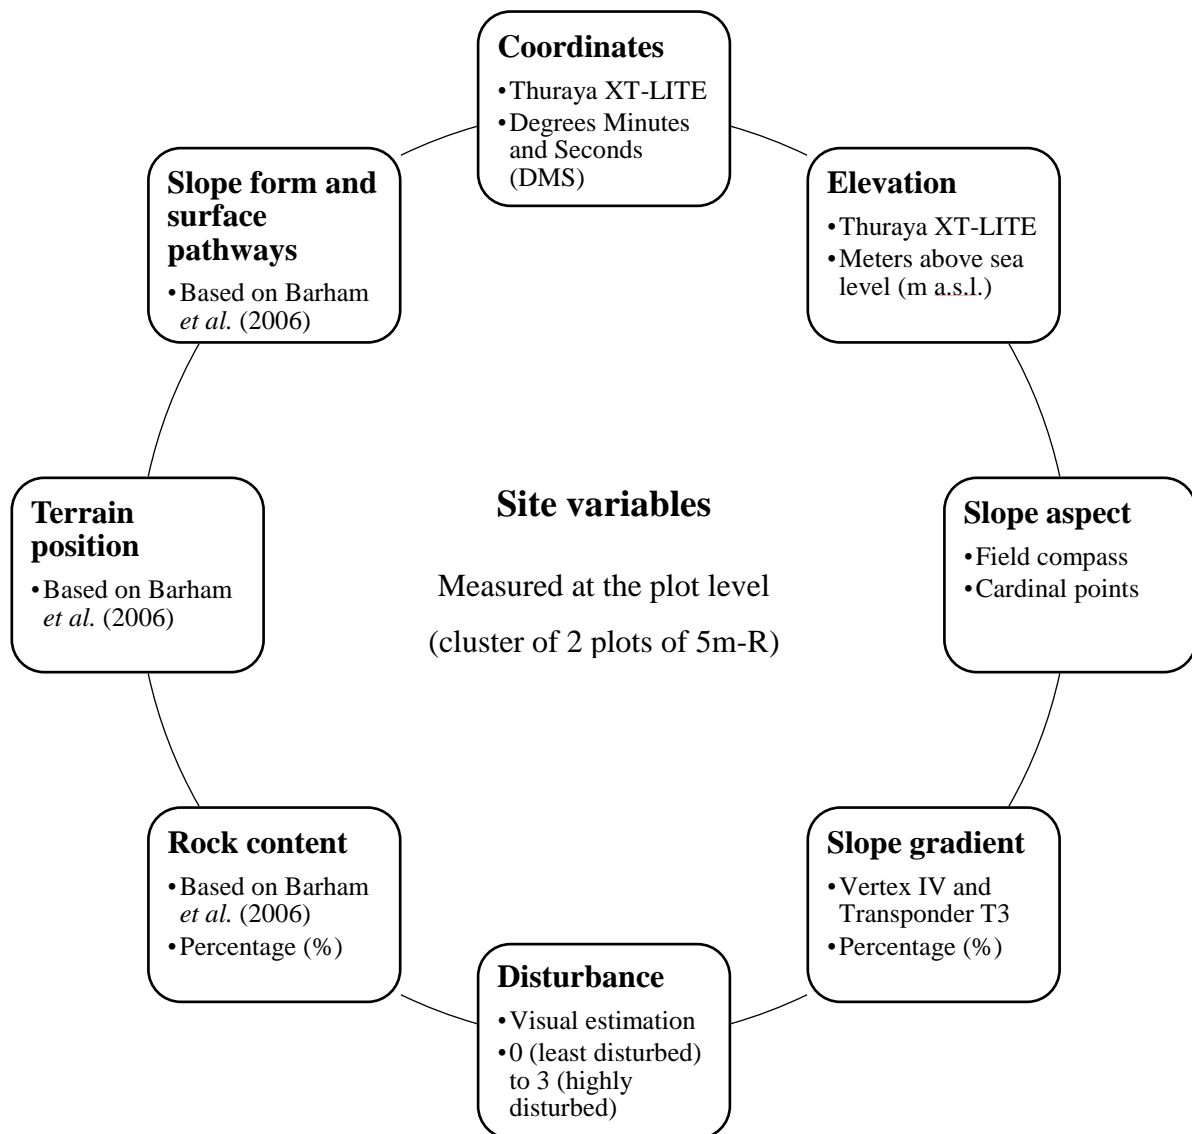 Coordinates
•Thuraya XT-LITE
•Degrees Minutes
and Seconds
(DMS)
Elevation
•Thuraya XT-LITE
•Meters above sea
level (m a.s.l.)
Slope aspect
•Field compass
•Cardinal points
Slope gradient
•Vertex IV and
Transponder T3
•Percentage (%)
Disturbance
•Visual estimation
•0 (least disturbed)
to 3 (highly
disturbed)
Rock content
•Based on Barham
et al. (2006)
•Percentage (%)
Terrain
position
•Based on Barham
et al. (2006)
Slope form and
surface
pathways
•Based on Barham
et al. (2006)
Site variables
Measured at the plot level
(cluster of 2 plots of 5m-R)